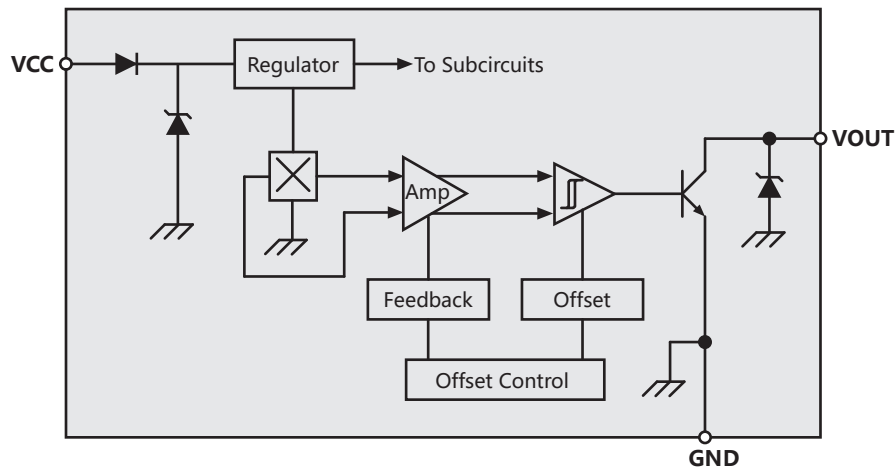 VCC
Regulator
To Subcircuits
VOUT
Amp
Feedback
Offset
Offset Control
GND